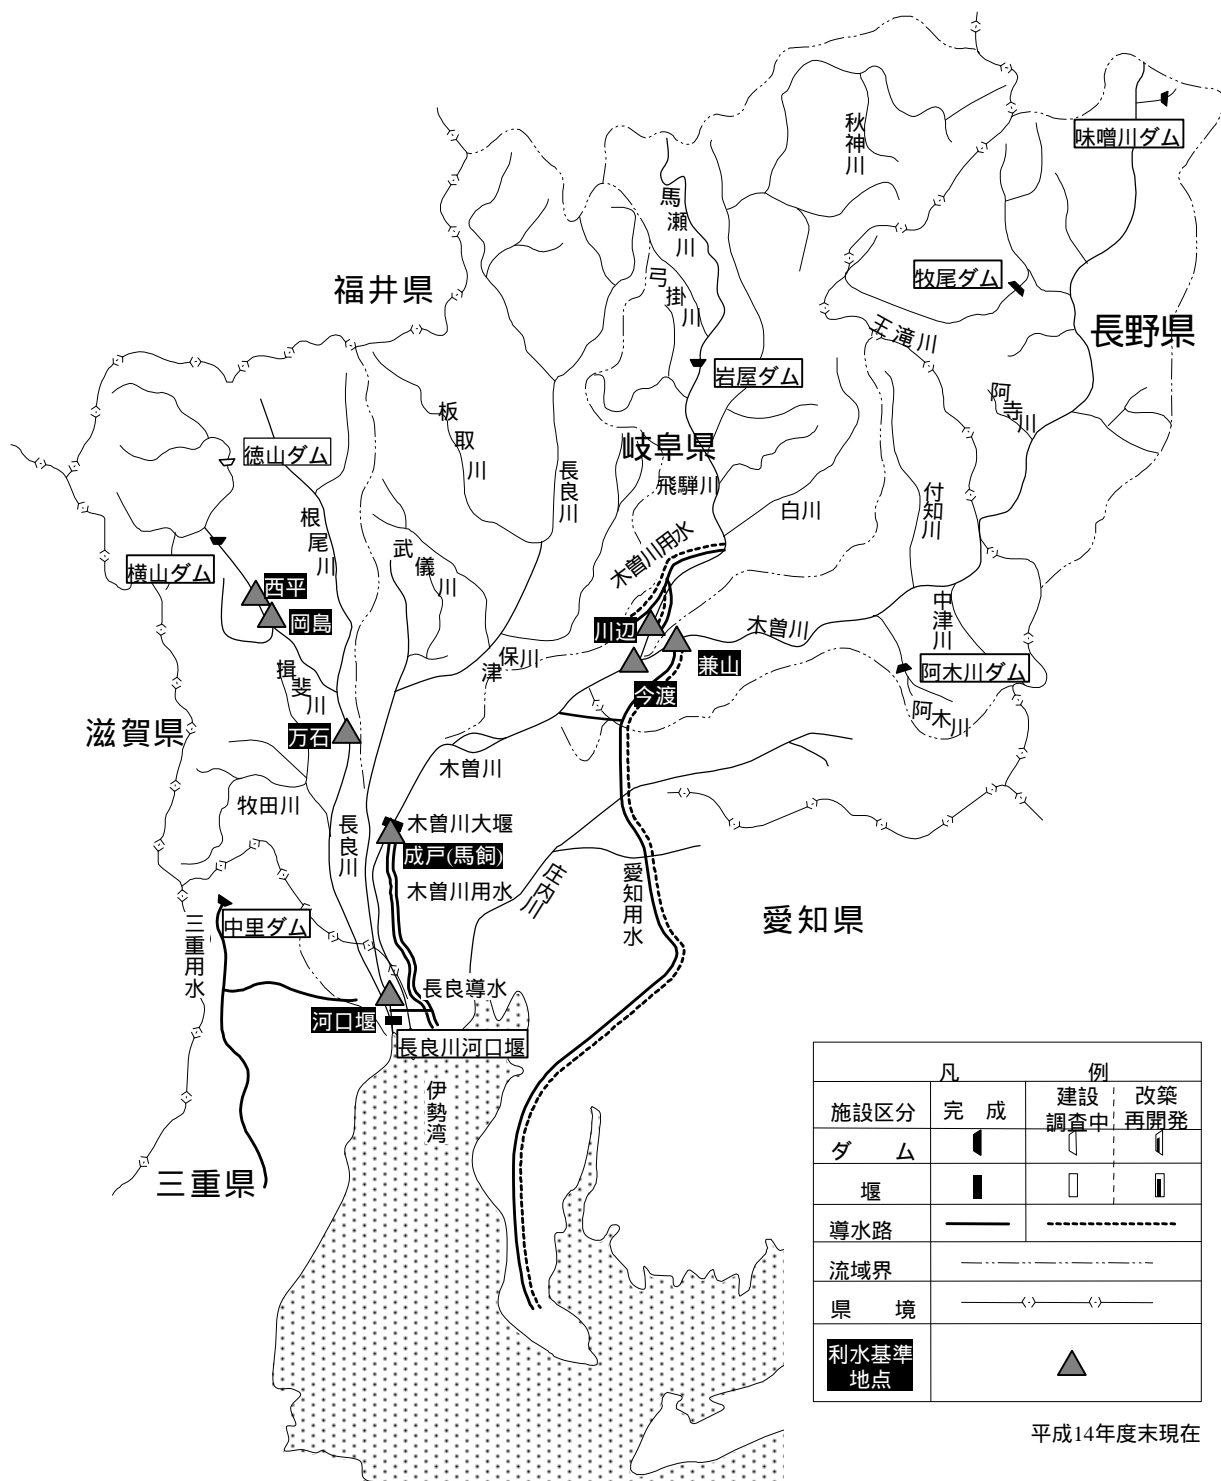 秋神川
味噌川ダム
馬瀬川
福井県
弓掛川
牧尾ダム
王滝川
長野県
岩屋ダム
阿寺川
板取川
岐阜県
徳山ダム
長良川
飛騨川
白川
付知川
根尾川
武儀川
木曽川用水
横山ダム
西平
岡島
川辺
木曽川
中津川
兼山
阿木川ダム
津保川
揖斐川
今渡
阿木川
滋賀県
万石
木曽川
牧田川
長良川
木曽川大堰
成戸(馬飼)
木曽川用水
庄内川
愛知用水
愛知県
三重用水
中里ダム
長良導水
河口堰
長良川河口堰
伊勢湾
三重県
凡 例
施設区分 完 成 建設調査中 改築再開発
ダ ム
堰
導水路
流域界
県 境
利水基準
地点
平成14年度末現在